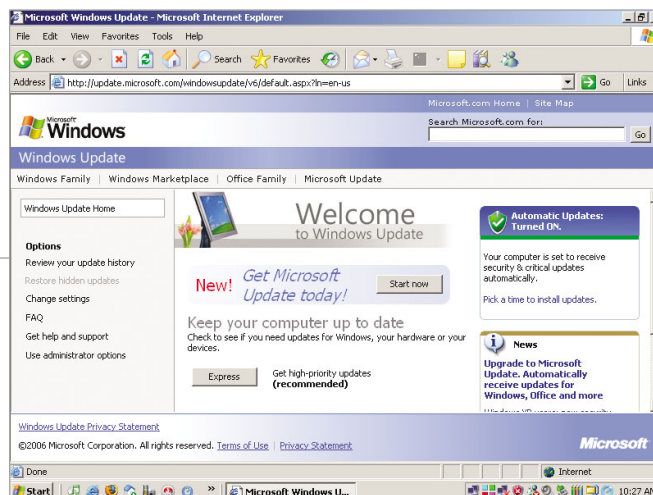 Microsoft Windows Update - Microsoft Internet Explorer
File Edit View Favorites Tools Help
Back Search Favorites
Address http://update.microsoft.com/windowsupdate/v6/default.aspx?ln=en-us Go Links
Microsoft.com Home | Site Map
Microsoft
Windows
Search Microsoft.com for:
Go
Windows Update
Windows Family | Windows Marketplace | Office Family | Microsoft Update
Windows Update Home
Options
Review your update history
Restore hidden updates
Change settings
FAQ
Get help and support
Use administrator options
Welcome
to Windows Update
New! Get Microsoft
Update today!
Start now
Keep your computer up to date
Check to see if you need updates for Windows, your hardware or your
devices.
Express
Get high-priority updates
(recommended)
Automatic Updates:
Turned ON.
Your computer is set to receive
security & critical updates
automatically.
Pick a time to install updates.
News
Upgrade to Microsoft
Update. Automatically
receive updates for
Windows, Office and more
Windows Update Privacy Statement
©2006 Microsoft Corporation. All rights reserved. Terms of Use | Privacy Statement
Microsoft
Done Internet
Start » Microsoft Windows U... 10:27 AM